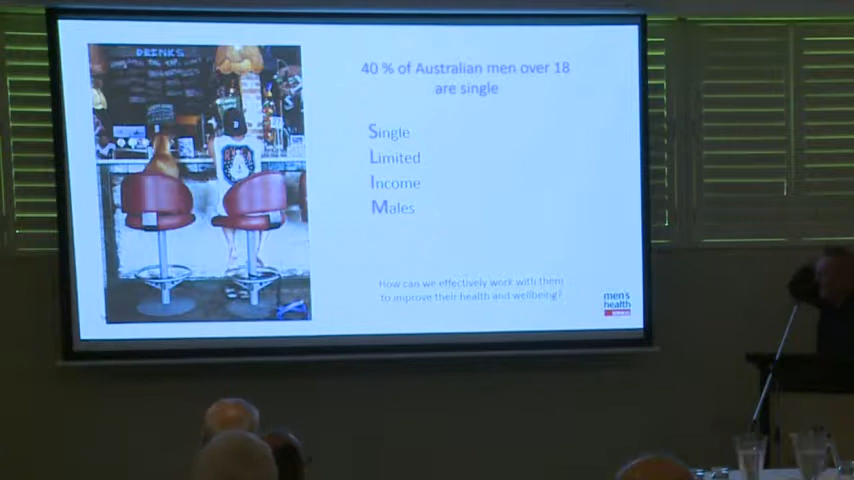 DRINKS
40 % of Australian men over 18
are single
Single
Limited
Income
Males
How can we effectively work with them
to improve their health and wellbeing?
men's
health